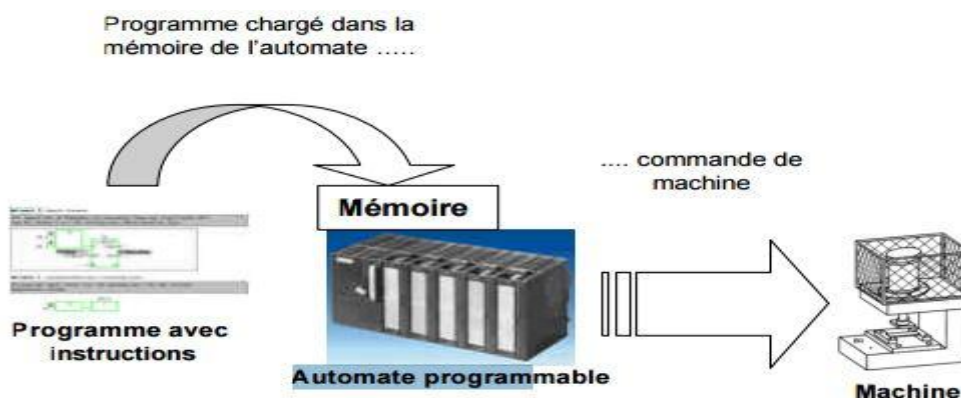 Programme chargé dans la
mémoire de l'automate .....
.... commande de
machine
Mémoire
Programme avec
instructions
Automate programmable
Machine